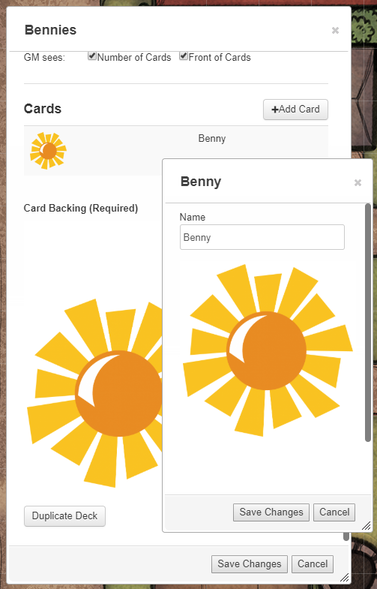 Bennies
×
GM sees: Number of Cards Front of Cards
Cards
+Add Card
Benny
Card Backing (Required)
Duplicate Deck
Save Changes Cancel
Benny
×
Name
Benny
Save Changes Cancel